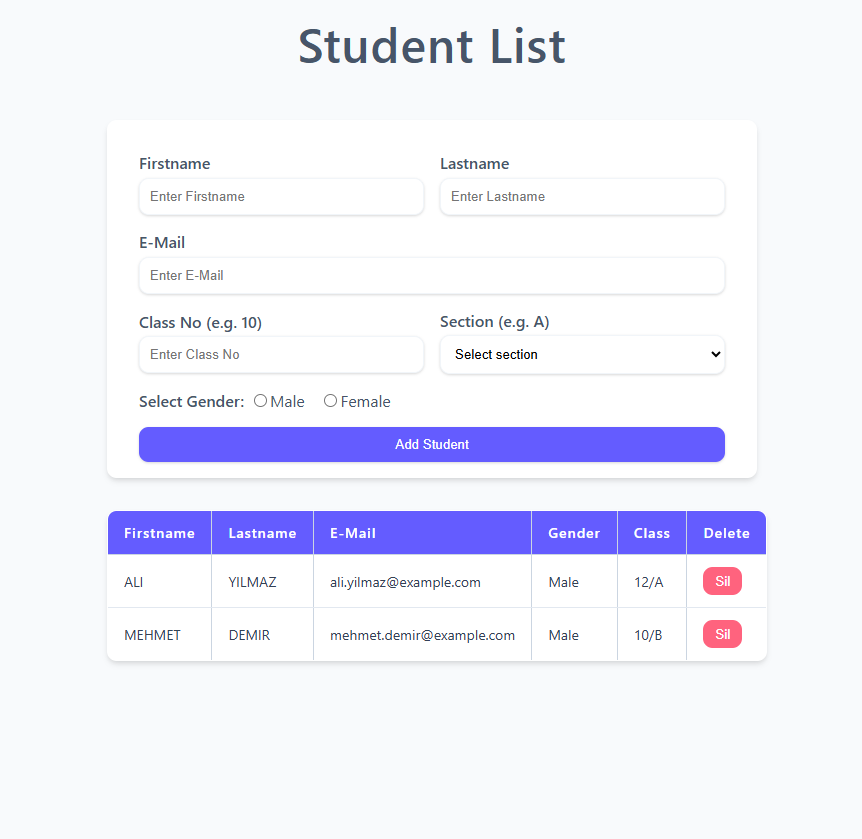 Student List
Firstname Lastname
Enter Firstname Enter Lastname
E-Mail
Enter E-Mail
Class No (e.g. 10) Section (e.g. A)
Enter Class No Select section
Select Gender: Male Female
Add Student
Firstname Lastname E-Mail Gender Class Delete
ALI YILMAZ ali.yilmaz@example.com Male 12/A Sil
MEHMET DEMIR mehmet.demir@example.com Male 10/B Sil